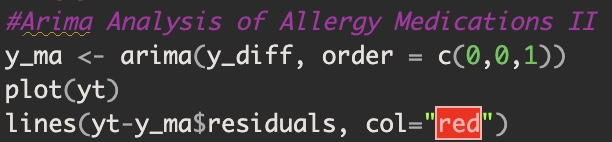 #Arima Analysis of Allergy Medications II
y_ma <- arima(y_diff, order = c(0,0,1))
plot(yt)
lines(yt-y_ma$residuals, col="red")